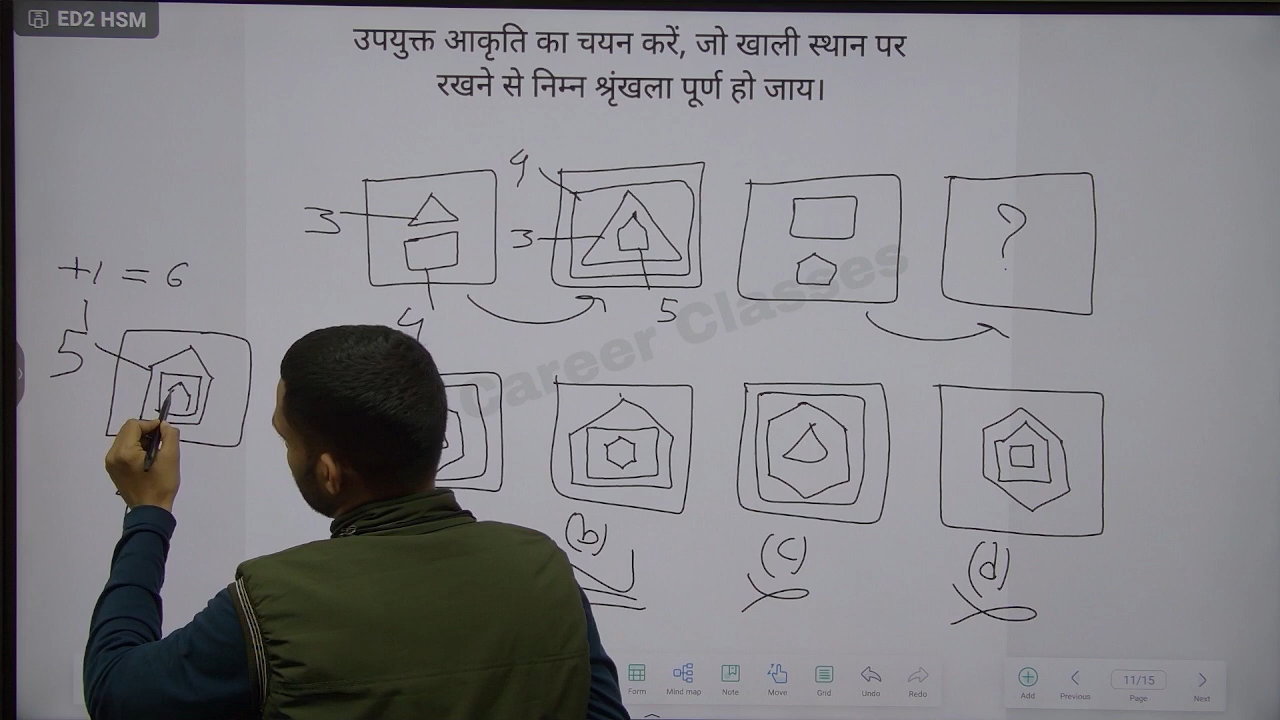 ED2 HSM
उपयुक्त आकृति का चयन करें, जो खाली स्थान पर
रखने से निम्न श्रृंखला पूर्ण हो जाय।
4
3
3
?
4
5
+1 = 6
5
Career Classes
(b)
(c)
(d)
Form Mind map Note Move Grid Undo Redo
Add Previous 11/15 Page Next